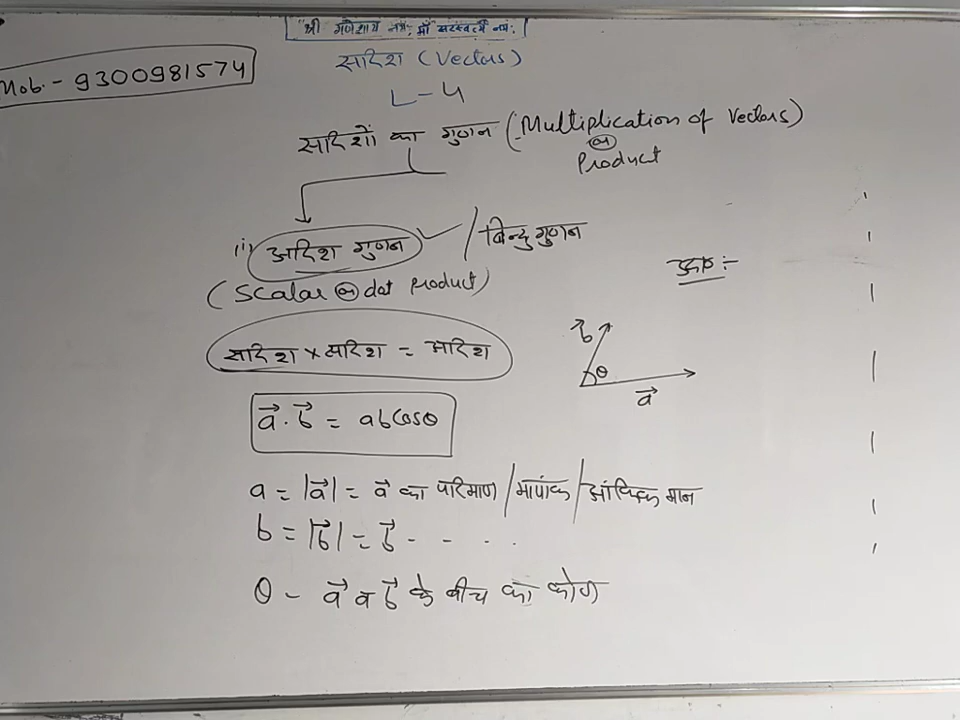 "श्री गणेशाय नमः, माँ सरस्वत्यै नमः"
Mob. - 9300981574
सदिश (Vectors)
L-4
सदिशों का गुणन (Multiplication of Vectors)
or
Product
(i) अदिश गुणन / बिन्दु गुणन
(Scalar or dot product)
सदिश × सदिश = अदिश
b⃗
θ
a⃗
a⃗ . b⃗ = ab cosθ
a = |a⃗| = a⃗ का परिमाण / मापांक / आंकिक मान
b = |b⃗| = b⃗ - - . .
θ - a⃗ व b⃗ के बीच का कोण